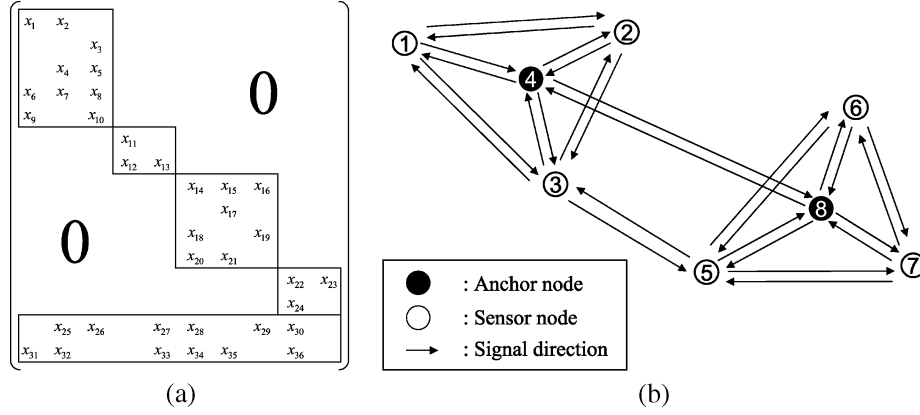 x1 x2
x3
x4 x5
x6 x7 x8
x9 x10
0
x11
x12 x13
x14 x15 x16
x17
x18 x19
x20 x21
0
x22 x23
x24
x25 x26 x27 x28 x29 x30
x31 x32 x33 x34 x35 x36
(a)
1
2
4
3
6
8
5
7
: Anchor node
: Sensor node
: Signal direction
(b)